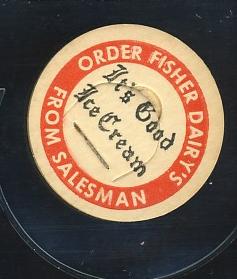 ORDER FISHER DAIRY'S
FROM SALESMAN
It's Good
Ice Cream